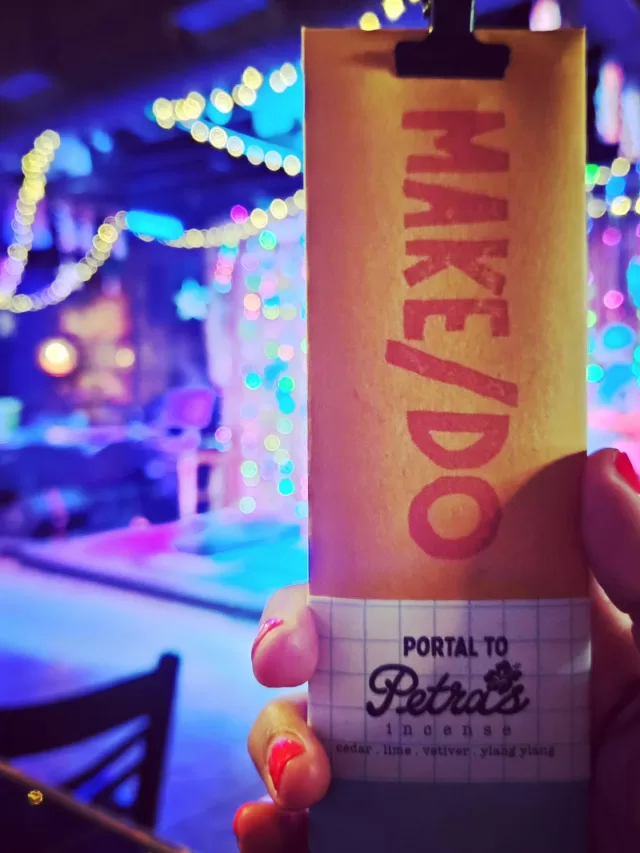 MAKE/DO
PORTAL TO
Petra's
incense
cedar . lime . vetiver . ylang ylang